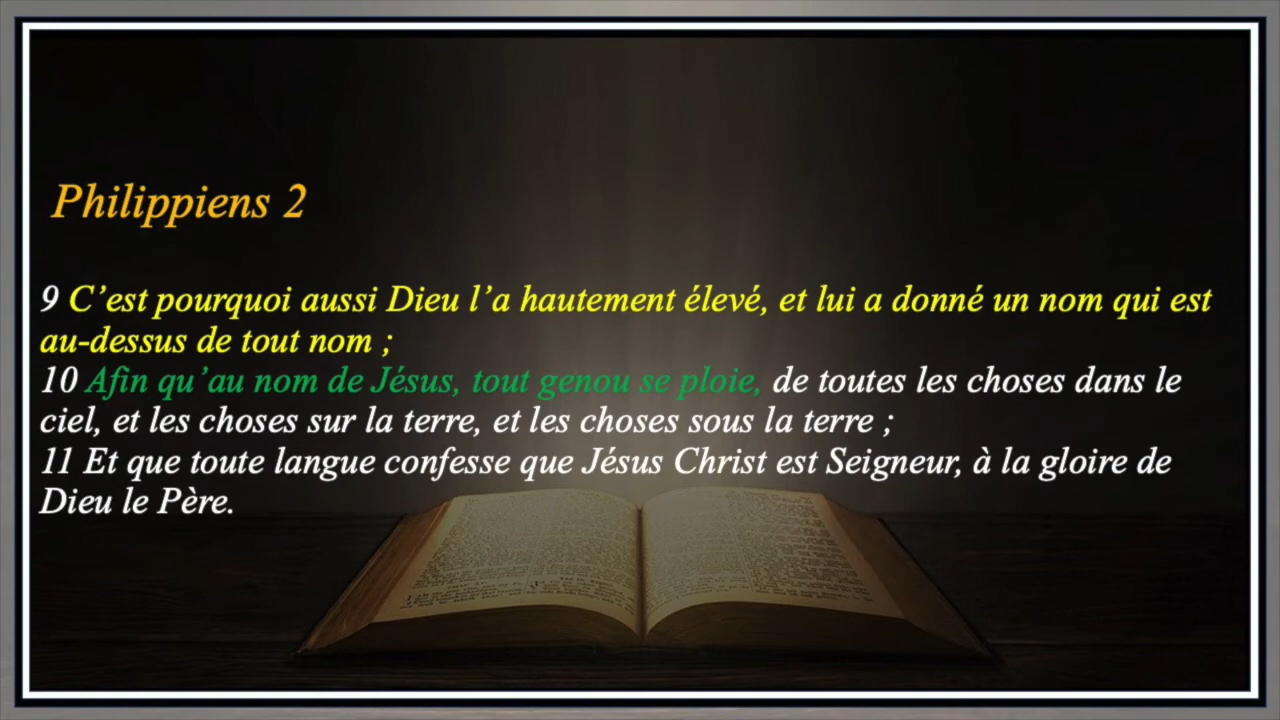 Philippiens 2
9 C’est pourquoi aussi Dieu l’a hautement élevé, et lui a donné un nom qui est
au-dessus de tout nom ;
10 Afin qu’au nom de Jésus, tout genou se ploie, de toutes les choses dans le
ciel, et les choses sur la terre, et les choses sous la terre ;
11 Et que toute langue confesse que Jésus Christ est Seigneur, à la gloire de
Dieu le Père.